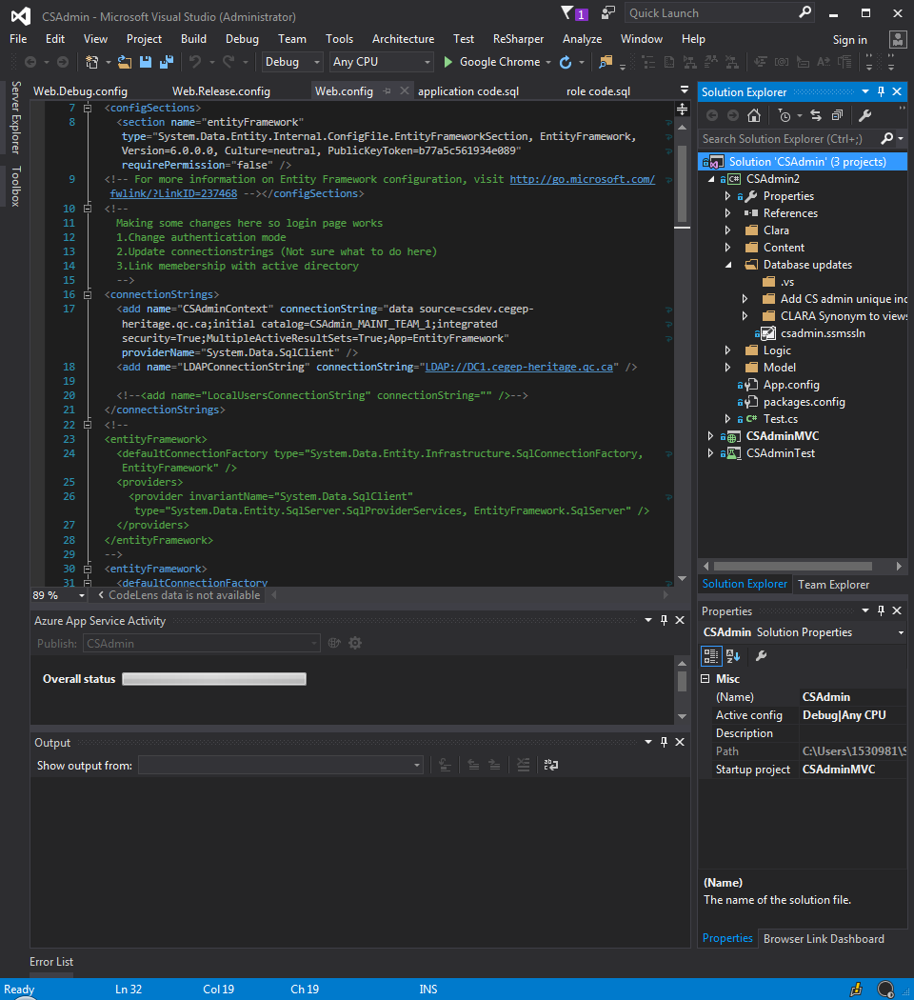 CSAdmin - Microsoft Visual Studio (Administrator)
1
Quick Launch
File Edit View Project Build Debug Team Tools Architecture Test ReSharper Analyze Window Help
Sign in
Debug Any CPU Google Chrome
Server Explorer
Toolbox
Web.Debug.config Web.Release.config Web.config application code.sql role code.sql
7 <configSections>
8 <section name="entityFramework"
type="System.Data.Entity.Internal.ConfigFile.EntityFrameworkSection, EntityFramework,
Version=6.0.0.0, Culture=neutral, PublicKeyToken=b77a5c561934e089"
requirePermission="false" />
9 <!-- For more information on Entity Framework configuration, visit http://go.microsoft.com/
fwlink/?LinkID=237468 --></configSections>
10 <!--
11 Making some changes here so login page works
12 1.Change authentication mode
13 2.Update connectionstrings (Not sure what to do here)
14 3.Link memebership with active directory
15 -->
16 <connectionStrings>
17 <add name="CSAdminContext" connectionString="data source=csdev.cegep-
heritage.qc.ca;initial catalog=CSAdmin_MAINT_TEAM_1;integrated
security=True;MultipleActiveResultSets=True;App=EntityFramework"
providerName="System.Data.SqlClient" />
18 <add name="LDAPConnectionString" connectionString="LDAP://DC1.cegep-heritage.qc.ca" />
19
20 <!--<add name="LocalUsersConnectionString" connectionString="" />-->
21 </connectionStrings>
22 <!--
23 <entityFramework>
24 <defaultConnectionFactory type="System.Data.Entity.Infrastructure.SqlConnectionFactory,
EntityFramework" />
25 <providers>
26 <provider invariantName="System.Data.SqlClient"
type="System.Data.Entity.SqlServer.SqlProviderServices, EntityFramework.SqlServer" />
27 </providers>
28 </entityFramework>
29 -->
30 <entityFramework>
31 <defaultConnectionFactory
89 % CodeLens data is not available
Azure App Service Activity
Publish: CSAdmin
Overall status
Output
Show output from:
Error List
Solution Explorer
Search Solution Explorer (Ctrl+;)
Solution 'CSAdmin' (3 projects)
CSAdmin2
Properties
References
Clara
Content
Database updates
.vs
Add CS admin unique inc
CLARA Synonym to views
csadmin.ssmssln
Logic
Model
App.config
packages.config
C# Test.cs
CSAdminMVC
CSAdminTest
Solution Explorer Team Explorer
Properties
CSAdmin Solution Properties
Misc
(Name) CSAdmin
Active config Debug|Any CPU
Description
Path C:\Users\1530981\S
Startup project CSAdminMVC
(Name)
The name of the solution file.
Properties Browser Link Dashboard
Ready Ln 32 Col 19 Ch 19 INS